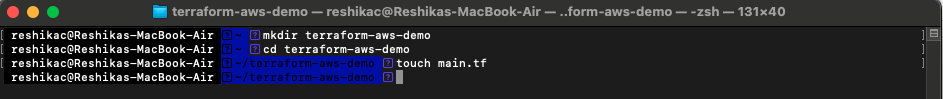 terraform-aws-demo — reshikac@Reshikas-MacBook-Air — ..form-aws-demo — -zsh — 131×40
[ reshikac@Reshikas-MacBook-Air ? ~ ? mkdir terraform-aws-demo ]
[ reshikac@Reshikas-MacBook-Air ? ~ ? cd terraform-aws-demo ]
[ reshikac@Reshikas-MacBook-Air ? ~/terraform-aws-demo ? touch main.tf ]
reshikac@Reshikas-MacBook-Air ? ~/terraform-aws-demo ?